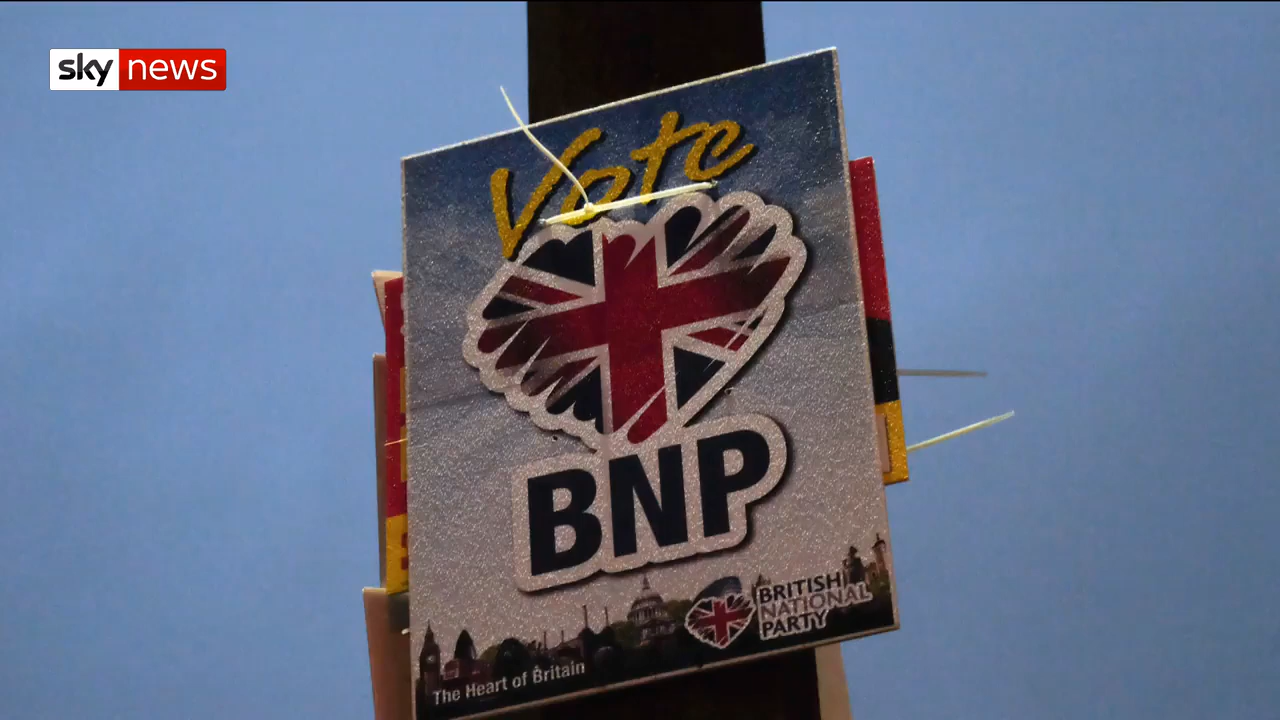 sky news
Vote
BNP
BRITISH
NATIONAL
PARTY
The Heart of Britain